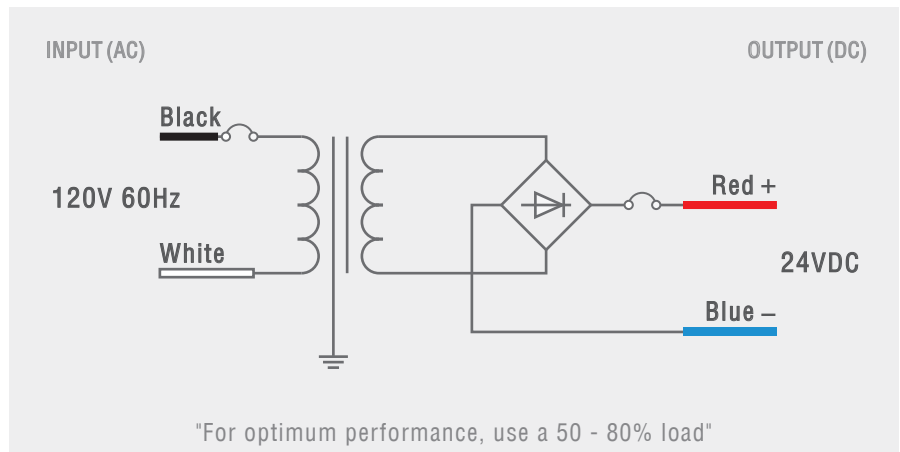 INPUT (AC)
OUTPUT (DC)
Black
120V 60Hz
White
Red +
24VDC
Blue –
"For optimum performance, use a 50 - 80% load"